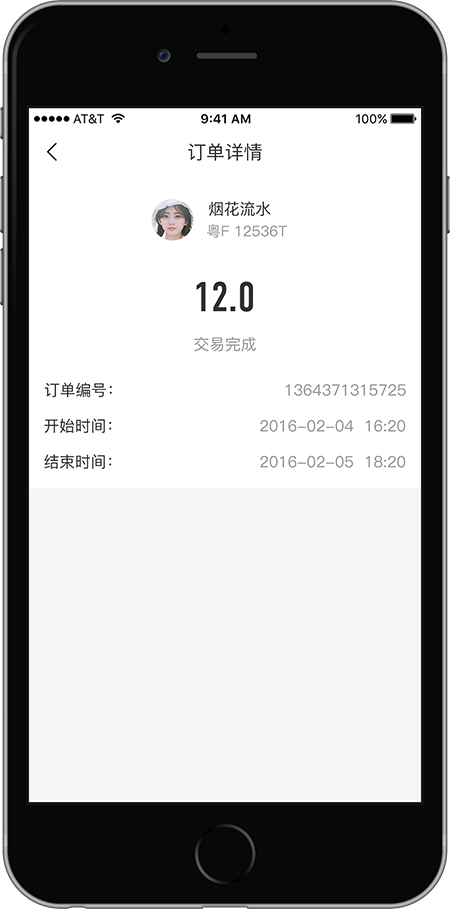 AT&T 9:41 AM 100%
订单详情
烟花流水
粤F 12536T
12.0
交易完成
订单编号： 1364371315725
开始时间： 2016-02-04 16:20
结束时间： 2016-02-05 18:20